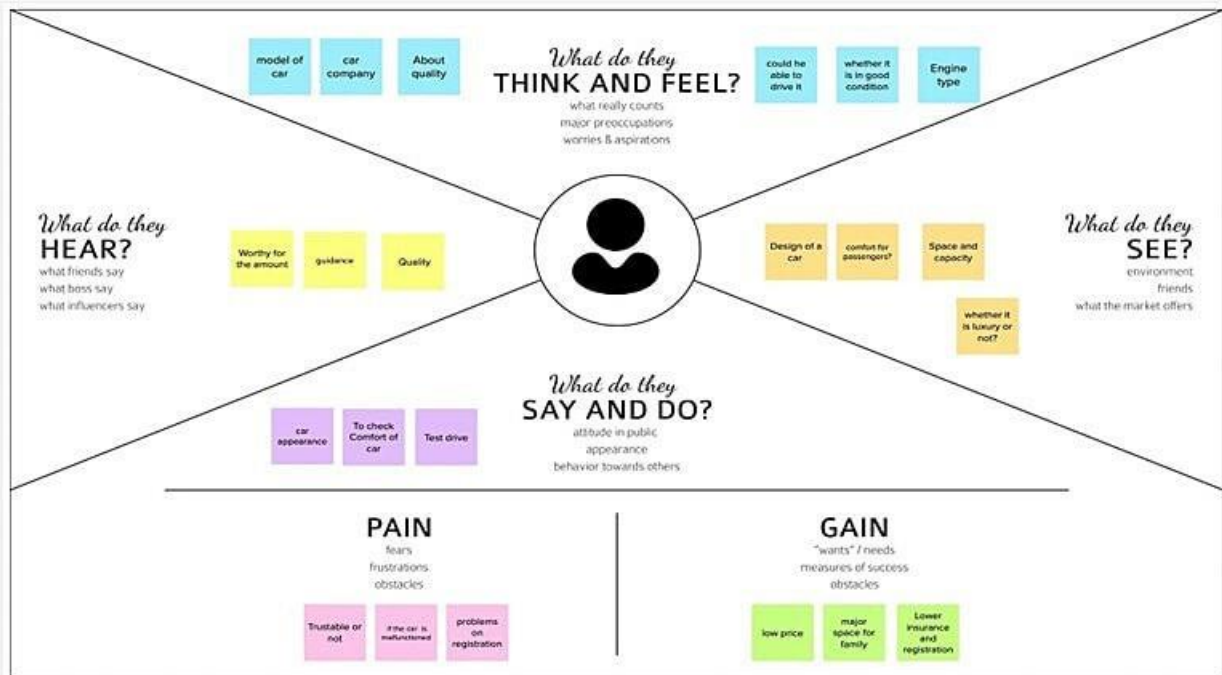 model of
car
car
company
About
quality
What do they
THINK AND FEEL?
what really counts
major preoccupations
worries & aspirations
could he
able to
drive it
whether it
is in good
condition
Engine
type
What do they
HEAR?
what friends say
what boss say
what influencers say
Worthy for
the amount
guidance
Quality
Design of a
car
comfort for
passengers?
Space and
capacity
whether it
is luxury or
not?
What do they
SEE?
environment
friends
what the market offers
What do they
SAY AND DO?
attitude in public
appearance
behavior towards others
car
appearance
To check
Comfort of
car
Test drive
PAIN
fears
frustrations
obstacles
Trustable or
not
if the car is
malfunctioned
problems
on
registration
GAIN
"wants" / needs
measures of success
obstacles
low price
major
space for
family
Lower
insurance
and
registration